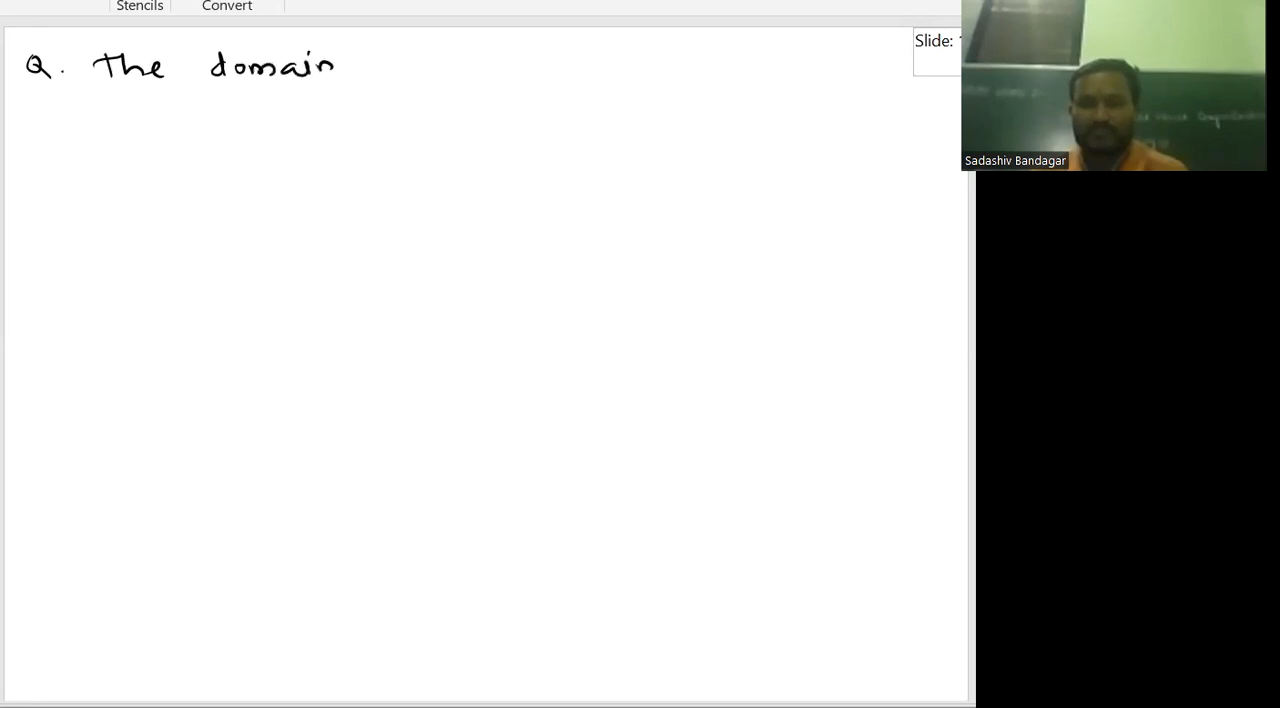 Stencils Convert
Slide:
Q. The domain
Sadashiv Bandagar